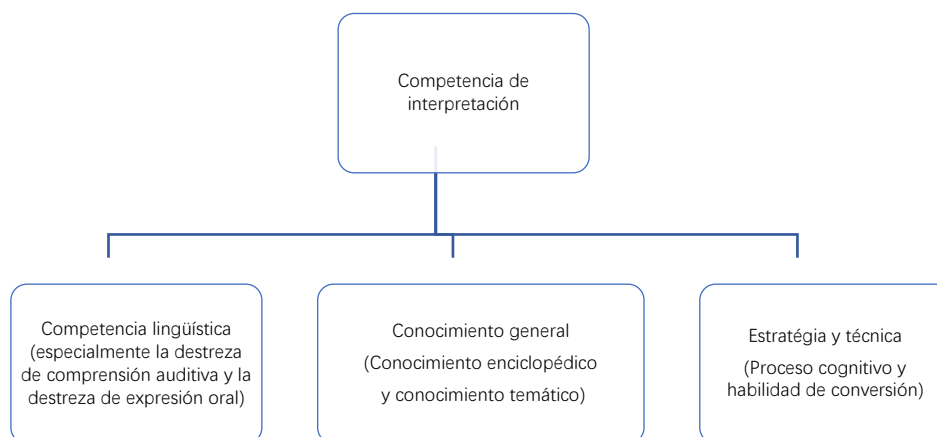 Competencia de
interpretación
Competencia lingüística
(especialmente la destreza
de comprensión auditiva y la
destreza de expresión oral)
Conocimiento general
(Conocimiento enciclopédico
y conocimiento temático)
Estratégia y técnica
(Proceso cognitivo y
habilidad de conversión)